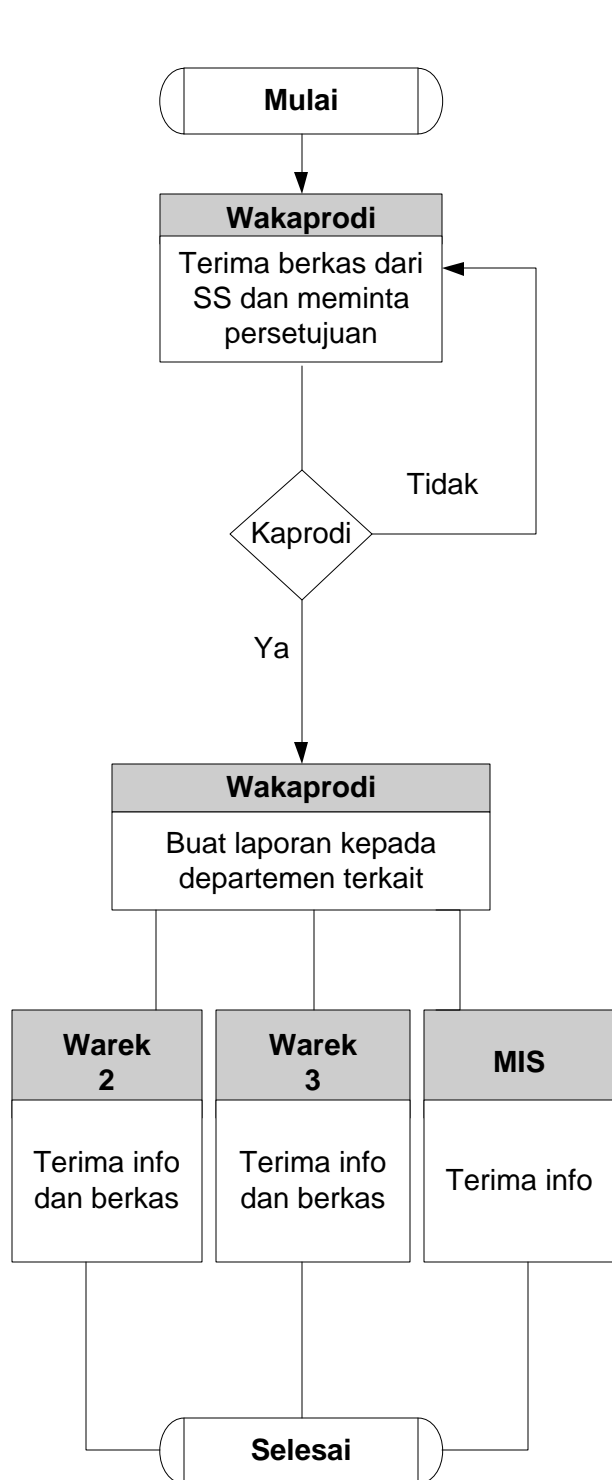 Mulai
Wakaprodi
Terima berkas dari
SS dan meminta
persetujuan
Tidak
Kaprodi
Ya
Wakaprodi
Buat laporan kepada
departemen terkait
Warek
2
Terima info
dan berkas
Warek
3
Terima info
dan berkas
MIS
Terima info
Selesai